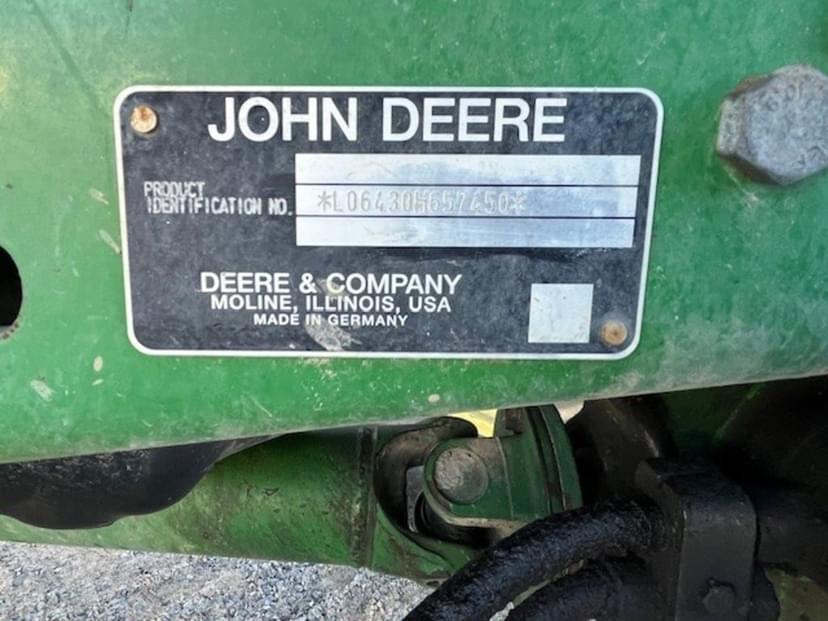 JOHN DEERE
PRODUCT
IDENTIFICATION NO.
*L06430H657450*
DEERE & COMPANY
MOLINE, ILLINOIS, USA
MADE IN GERMANY